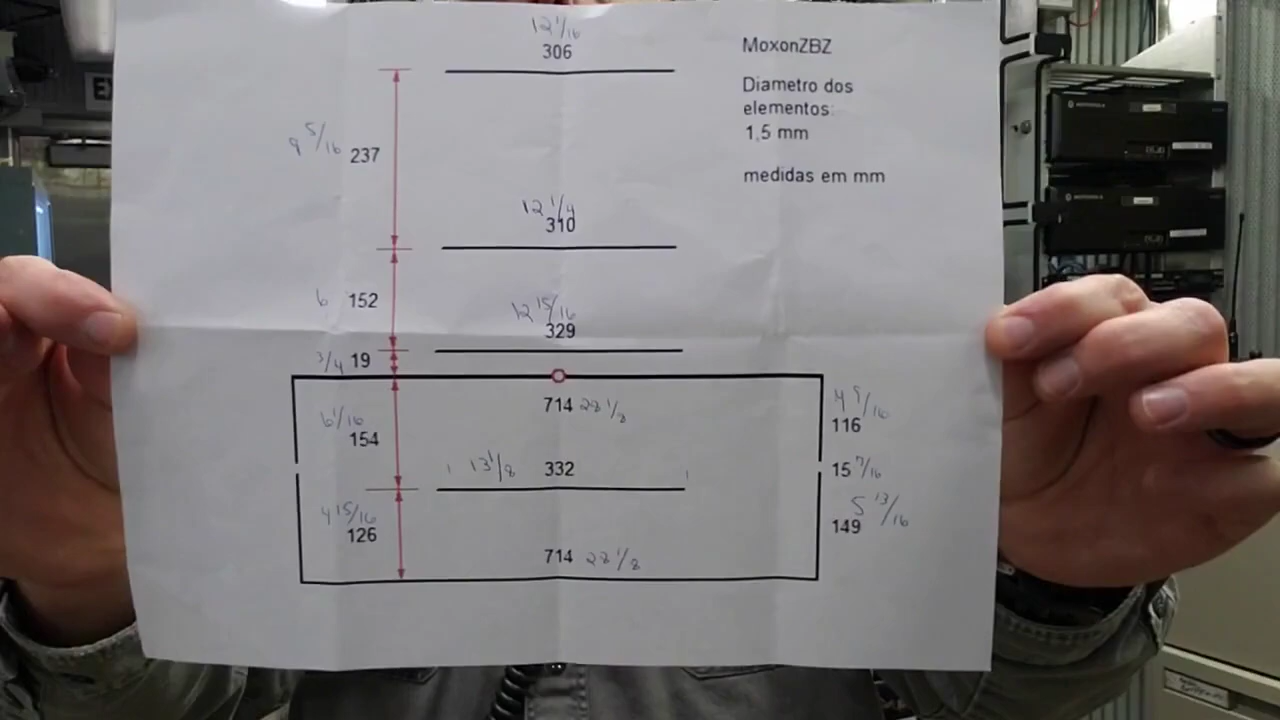 12 1/16
306
MoxonZBZ
Diametro dos
elementos:
1,5 mm
medidas em mm
9 5/16 237
12 1/4
310
6 152
12 15/16
329
3/4 19
714 28 1/8
4 9/16
116
6 1/16
154
13 1/8 332
15 7/16
4 15/16
126
5 13/16
149
714 28 1/8
EX
MOTOROLA
MOTOROLA